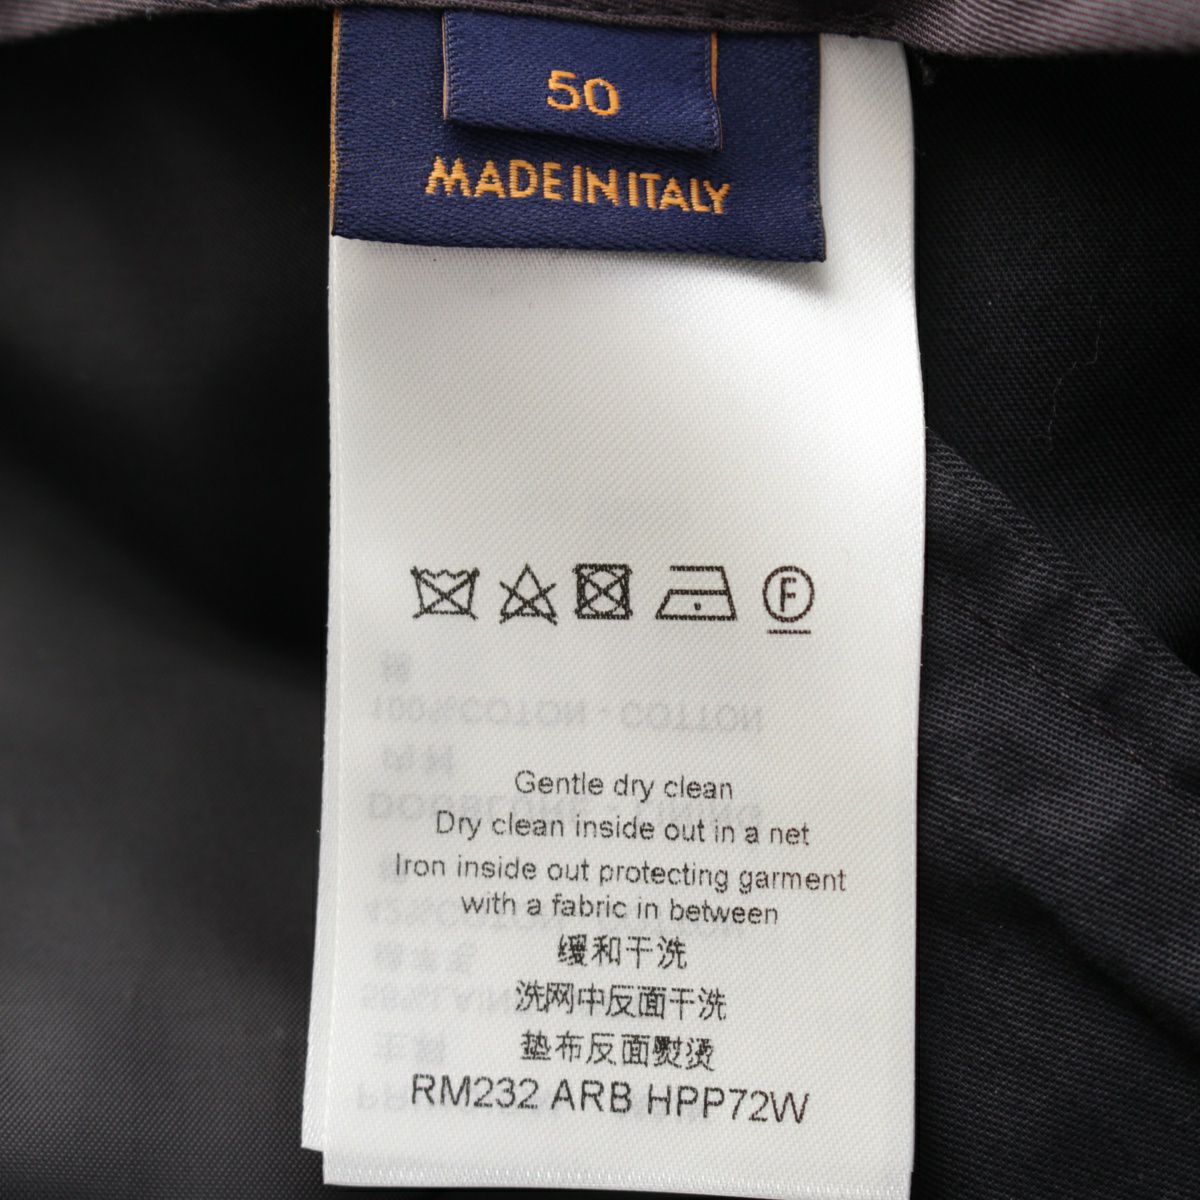 50
MADE IN ITALY
F
Gentle dry clean
Dry clean inside out in a net
Iron inside out protecting garment
with a fabric in between
缓和干洗
洗网中反面干洗
垫布反面熨烫
RM232 ARB HPP72W